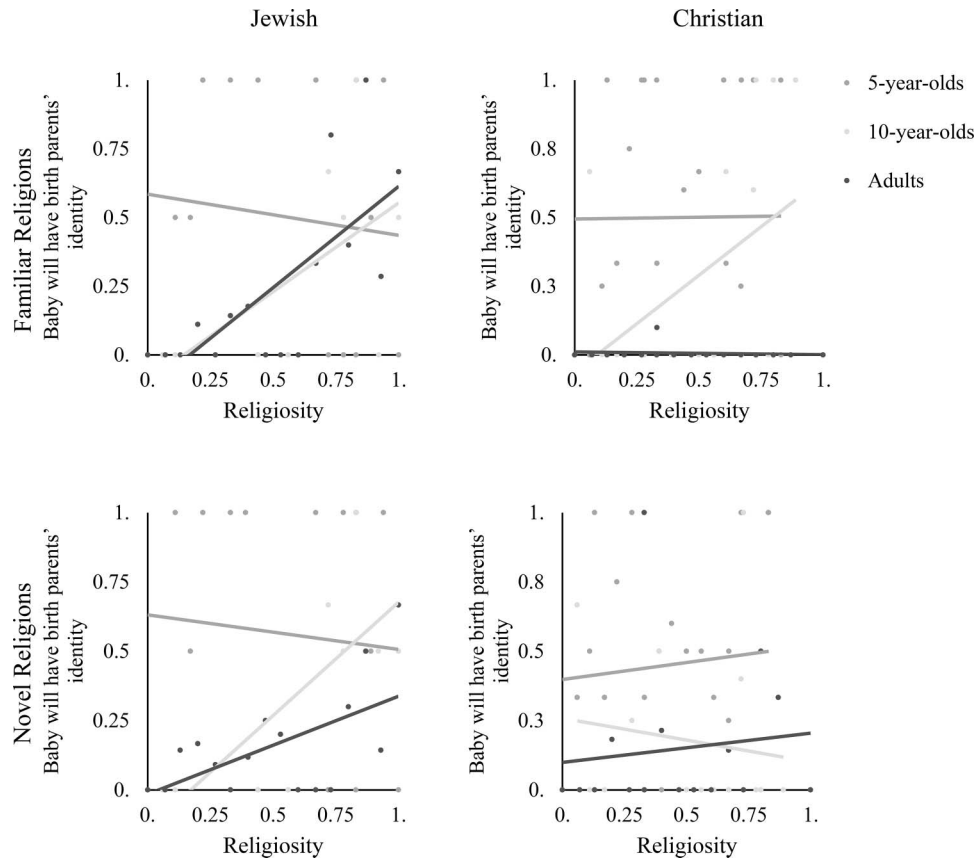 Jewish
Christian
5-year-olds
10-year-olds
Adults
Familiar Religions
Baby will have birth parents'
identity
1.
0.75
0.5
0.25
0.
0. 0.25 0.5 0.75 1.
Religiosity
Baby will have birth parents'
identity
1.
0.8
0.5
0.3
0.
0. 0.25 0.5 0.75 1.
Religiosity
Novel Religions
Baby will have birth parents'
identity
1.
0.75
0.5
0.25
0.
0. 0.25 0.5 0.75 1.
Religiosity
Baby will have birth parents'
identity
1.
0.8
0.5
0.3
0.
0. 0.25 0.5 0.75 1.
Religiosity